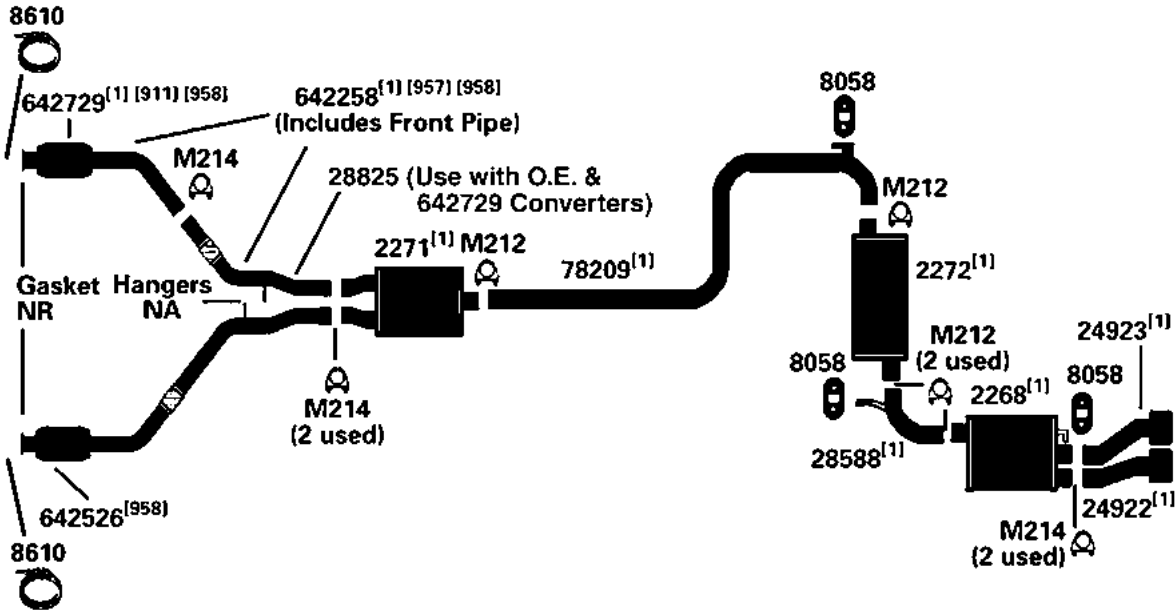 8610
642729[1] [911] [958]
642258[1] [957] [958]
(Includes Front Pipe)
8058
M214
28825 (Use with O.E. &
642729 Converters)
M212
2271[1]
M212
78209[1]
2272[1]
Gasket
NR
Hangers
NA
24923[1]
M212
(2 used)
8058
8058
2268[1]
M214
(2 used)
28588[1]
24922[1]
642526[958]
M214
(2 used)
8610